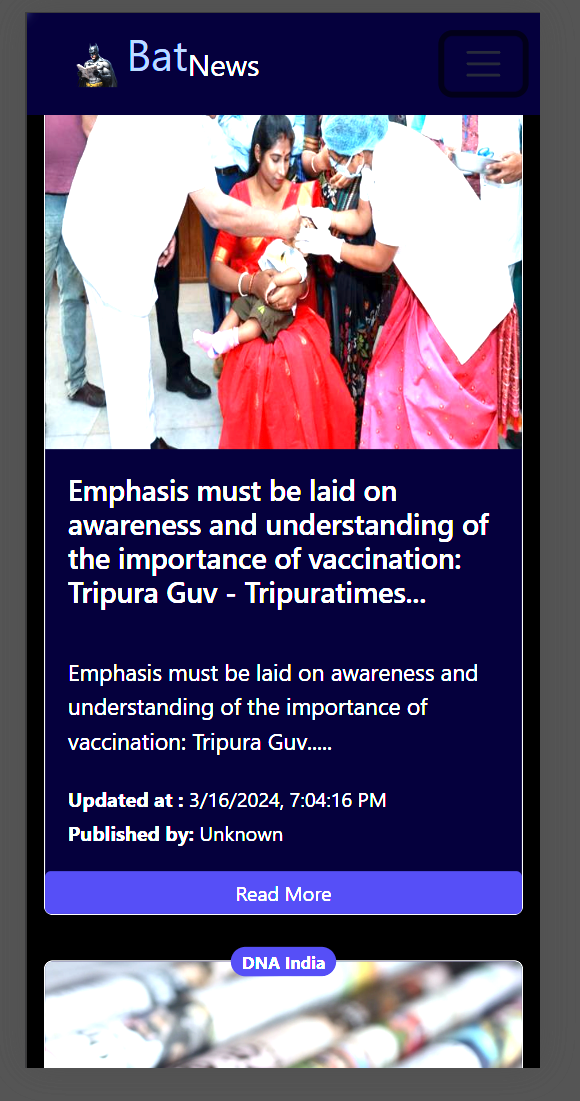 BatNews
Emphasis must be laid on
awareness and understanding of
the importance of vaccination:
Tripura Guv - Tripuratimes...
Emphasis must be laid on awareness and
understanding of the importance of
vaccination: Tripura Guv.....
Updated at : 3/16/2024, 7:04:16 PM
Published by: Unknown
Read More
DNA India